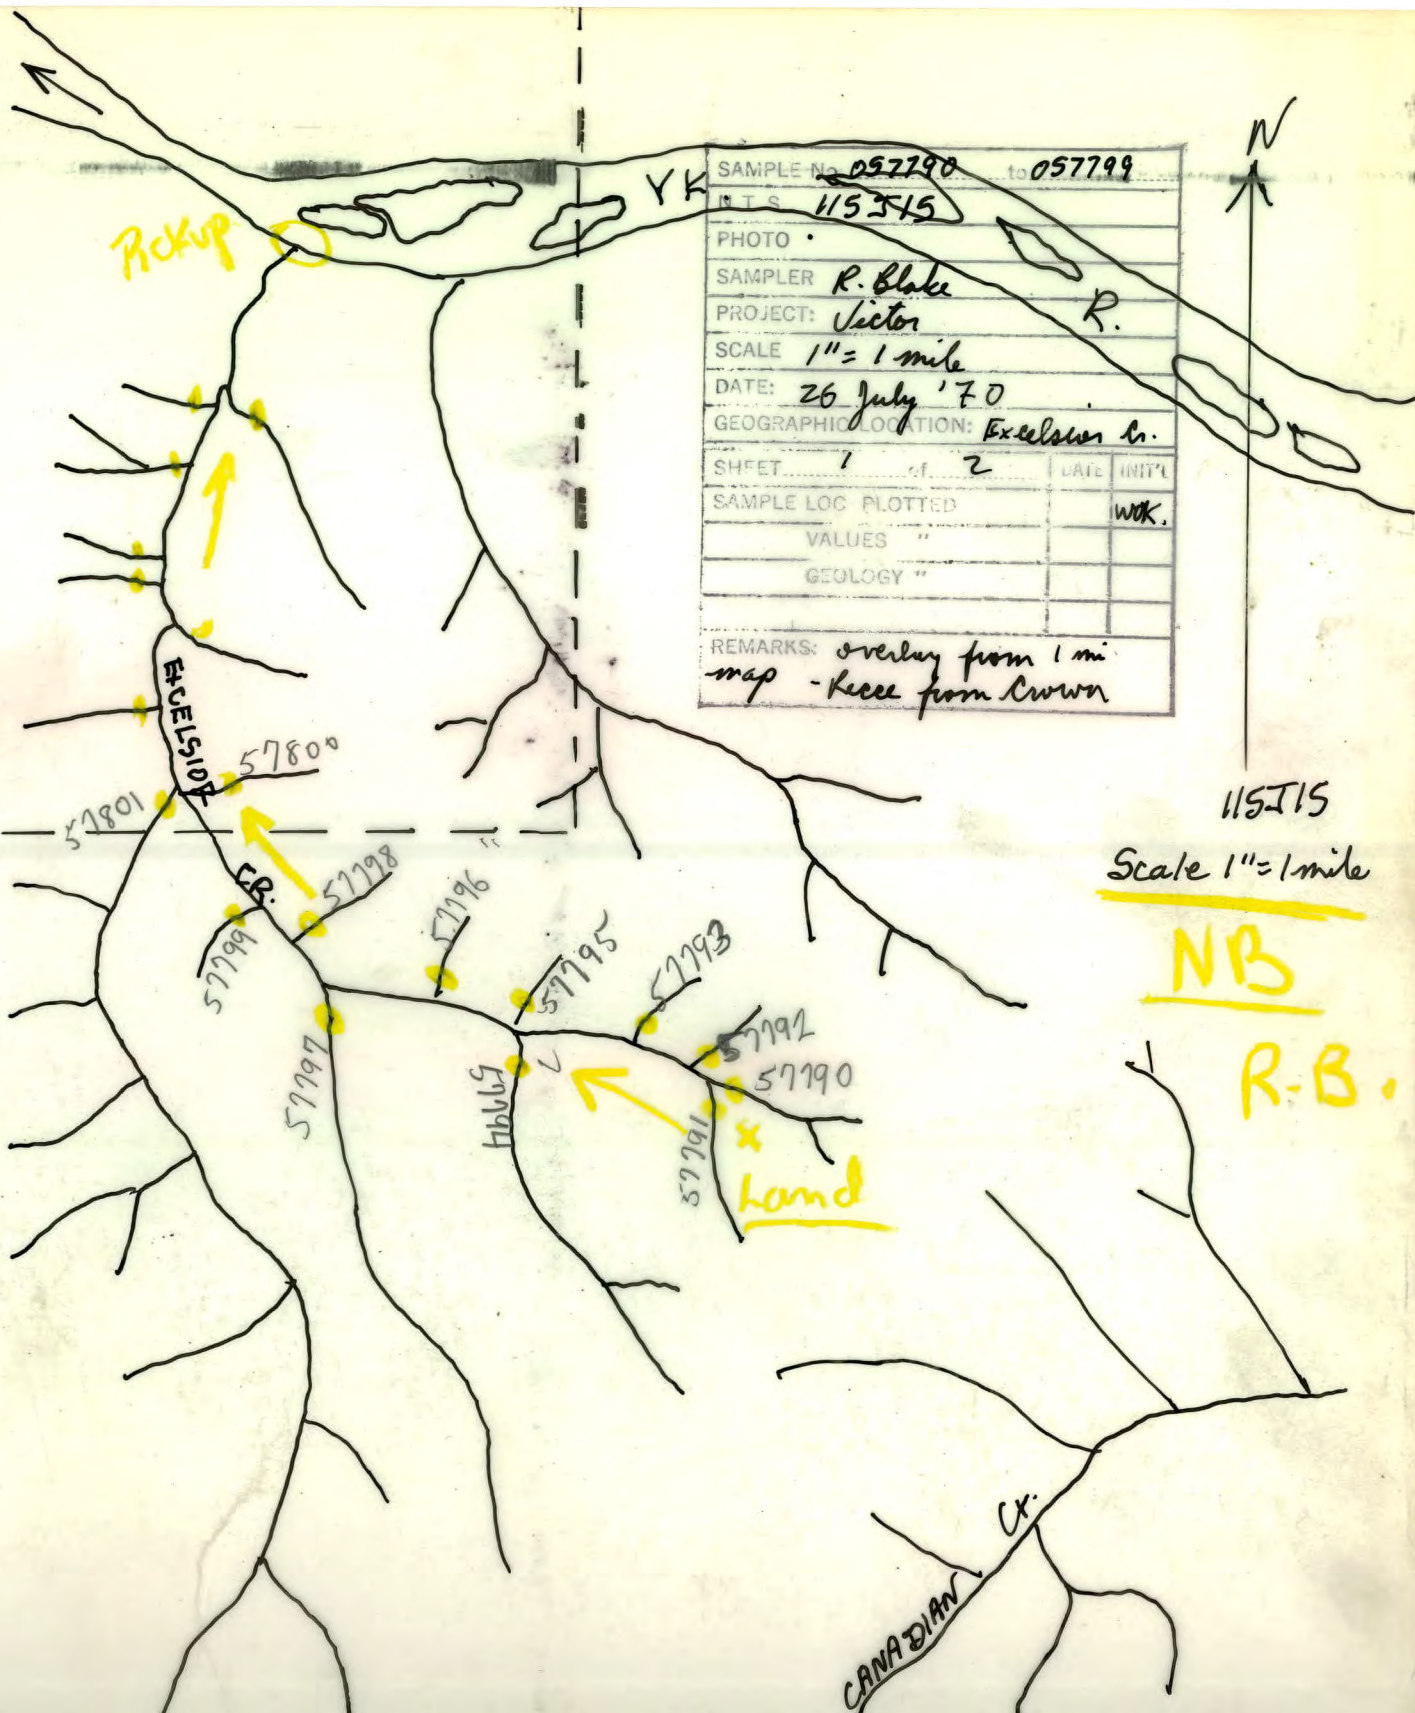 N
SAMPLE No 057790 to 057799
N.T.S. 115J15
PHOTO
SAMPLER R. Blake
PROJECT: Victor
SCALE 1" = 1 mile
DATE: 26 July '70
GEOGRAPHIC LOCATION: Excelsior Cr.
SHEET 1 of 2 DATE INIT'L
SAMPLE LOC PLOTTED WOK.
VALUES "
GEOLOGY "
REMARKS: overlay from 1 mi
map - Recce from Crown
YK
R.
Pickup
EXCELSIOR
57800
57801
CR.
57798
57799
57796
57795
57793
57792
57790
57797
57794
57791
x
Land
115J15
Scale 1"=1mile
NB
R.B.
CANADIAN CK.